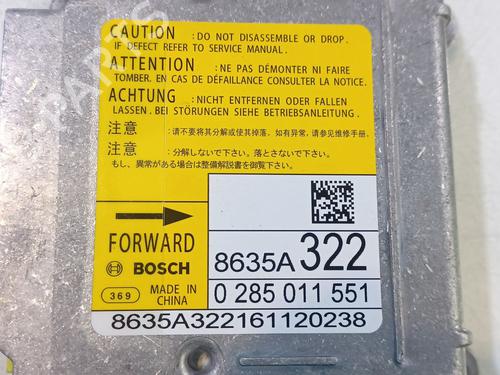 CAUTION : DO NOT DISASSEMBLE OR DROP.
IF DEFECT REFER TO SERVICE MANUAL.
ATTENTION : NE PAS DÉMONTER NI FAIRE
TOMBER. EN CAS DE DÉFAILLANCE CONSULTER LA NOTICE.
ACHTUNG : NICHT ENTFERNEN ODER FALLEN
LASSEN. BEI STÖRUNGEN SIEHE BETRIEBSANLEITUNG.
注意 : 请不要将其分解或使其掉落。如有异常,请参见维修手册.
注意 : 分解しないで下さい。落とさないで下さい。
もし、異常がある場合は整備解説書を御覧下さい。
FORWARD
BOSCH
369 MADE IN
CHINA
8635A 322
0 285 011 551
8635A322161120238